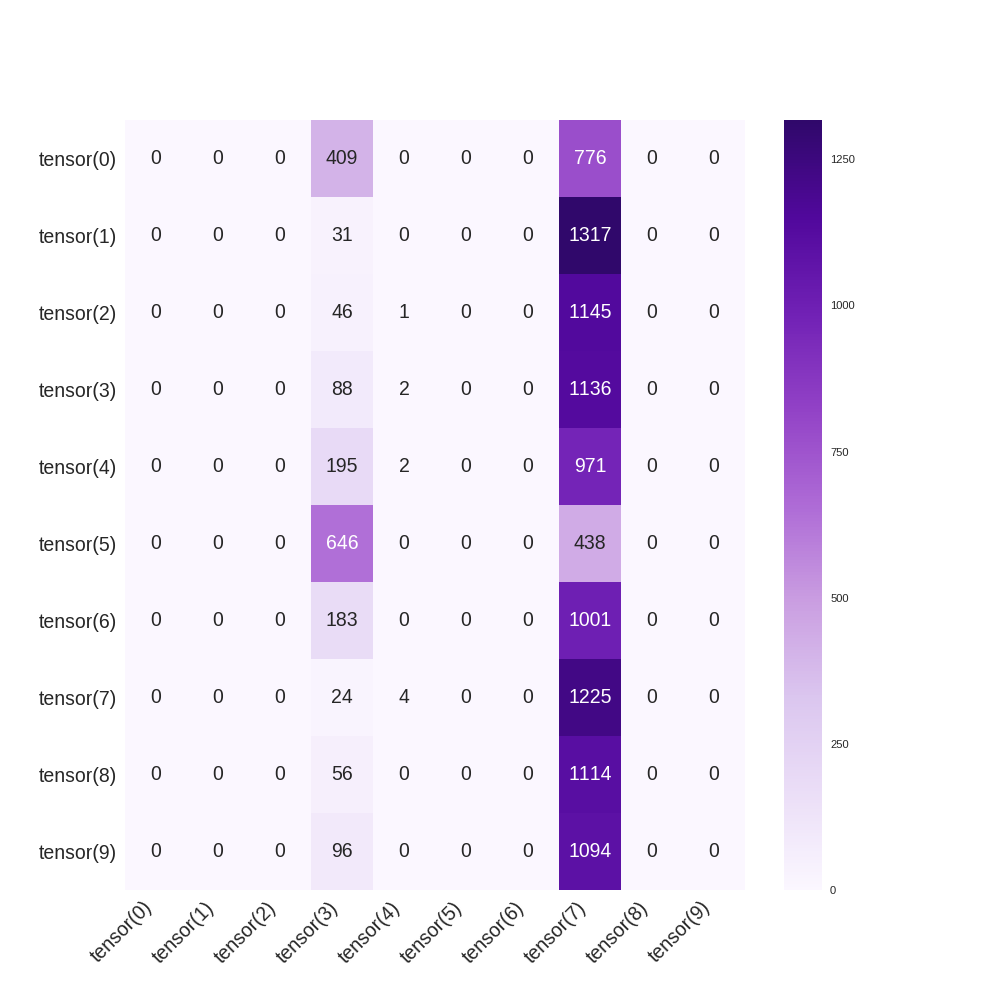 tensor(0) 0 0 0 409 0 0 0 776 0 0
tensor(1) 0 0 0 31 0 0 0 1317 0 0
tensor(2) 0 0 0 46 1 0 0 1145 0 0
tensor(3) 0 0 0 88 2 0 0 1136 0 0
tensor(4) 0 0 0 195 2 0 0 971 0 0
tensor(5) 0 0 0 646 0 0 0 438 0 0
tensor(6) 0 0 0 183 0 0 0 1001 0 0
tensor(7) 0 0 0 24 4 0 0 1225 0 0
tensor(8) 0 0 0 56 0 0 0 1114 0 0
tensor(9) 0 0 0 96 0 0 0 1094 0 0
tensor(0) tensor(1) tensor(2) tensor(3) tensor(4) tensor(5) tensor(6) tensor(7) tensor(8) tensor(9)
1250
1000
750
500
250
0